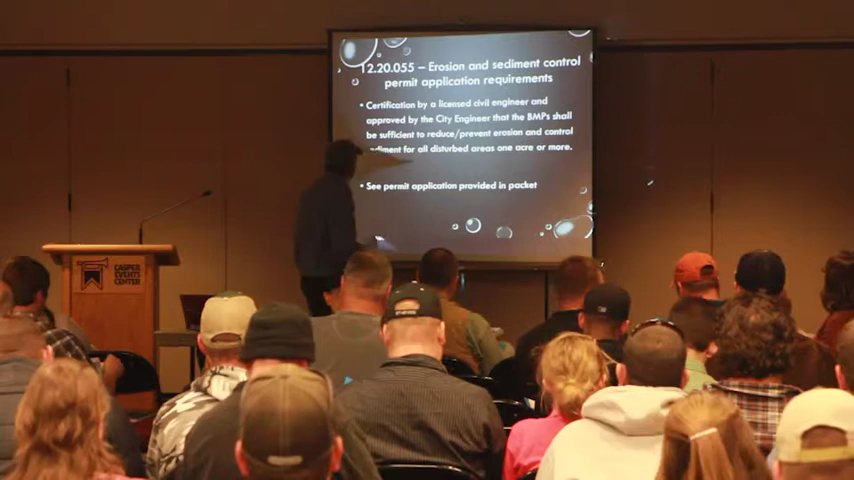 12.20.055 – Erosion and sediment control
permit application requirements
• Certification by a licensed civil engineer and
approved by the City Engineer that the BMPs shall
be sufficient to reduce/prevent erosion and control
diment for all disturbed areas one acre or more.
• See permit application provided in packet
CASPER
EVENTS
CENTER